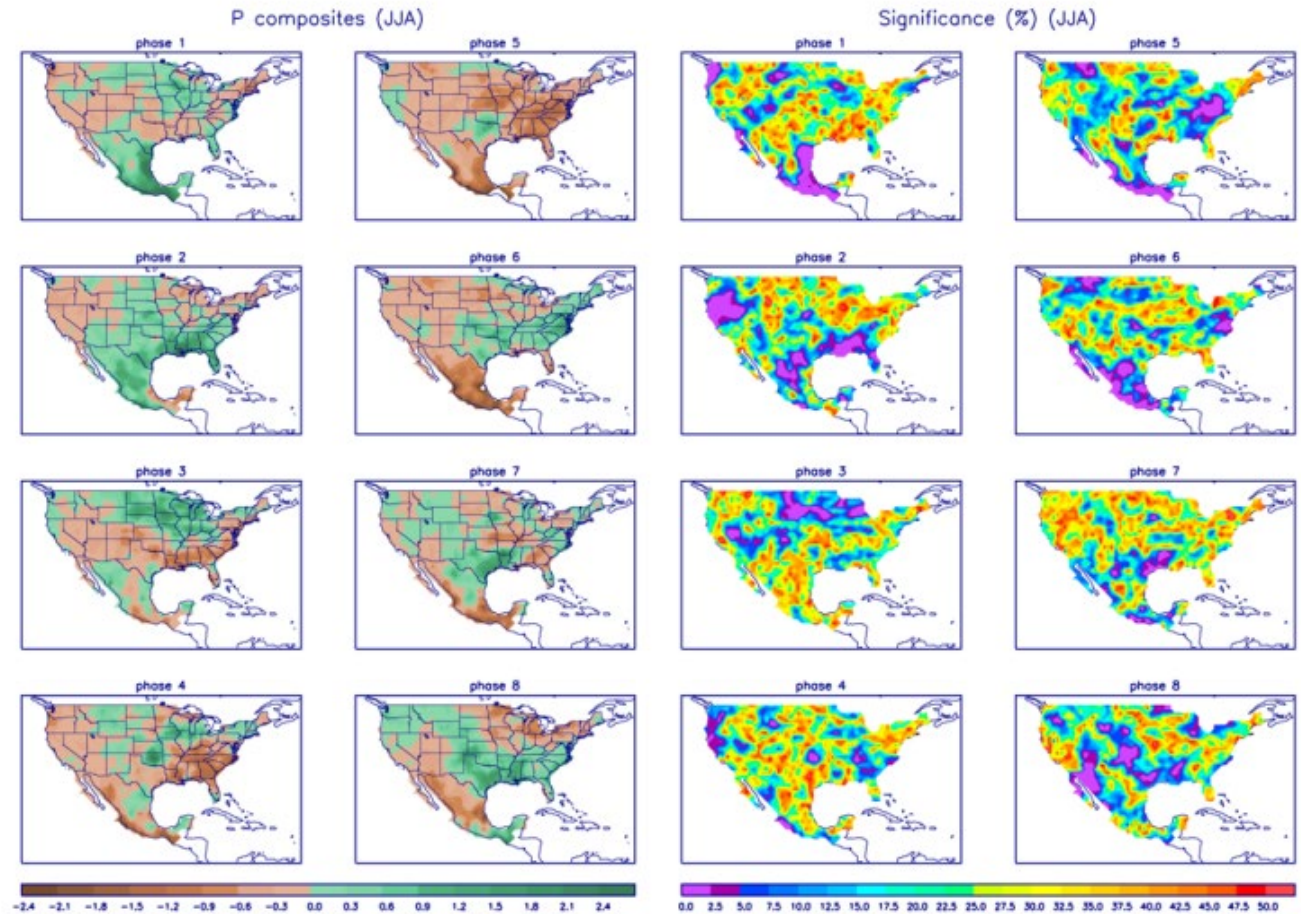 P composites (JJA)
Significance (%) (JJA)
phase 1
phase 5
phase 1
phase 5
phase 2
phase 6
phase 2
phase 6
phase 3
phase 7
phase 3
phase 7
phase 4
phase 8
phase 4
phase 8
−2.4 −2.1 −1.8 −1.5 −1.2 −0.9 −0.6 −0.3 0.0 0.3 0.6 0.9 1.2 1.5 1.8 2.1 2.4
0.0 2.5 5.0 7.5 10.0 12.5 15.0 17.5 20.0 22.5 25.0 27.5 30.0 32.5 35.0 37.5 40.0 42.5 45.0 47.5 50.0